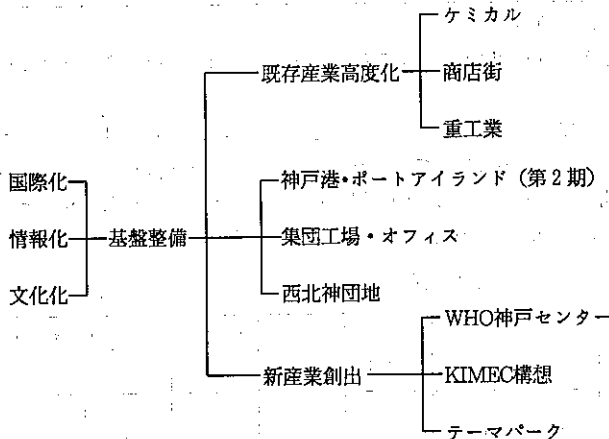 ケミカル
既存産業高度化
商店街
重工業
国際化
情報化
文化化
基盤整備
神戸港・ポートアイランド（第２期）
集団工場・オフィス
西北神団地
新産業創出
WHO神戸センター
KIMEC構想
テーマパーク